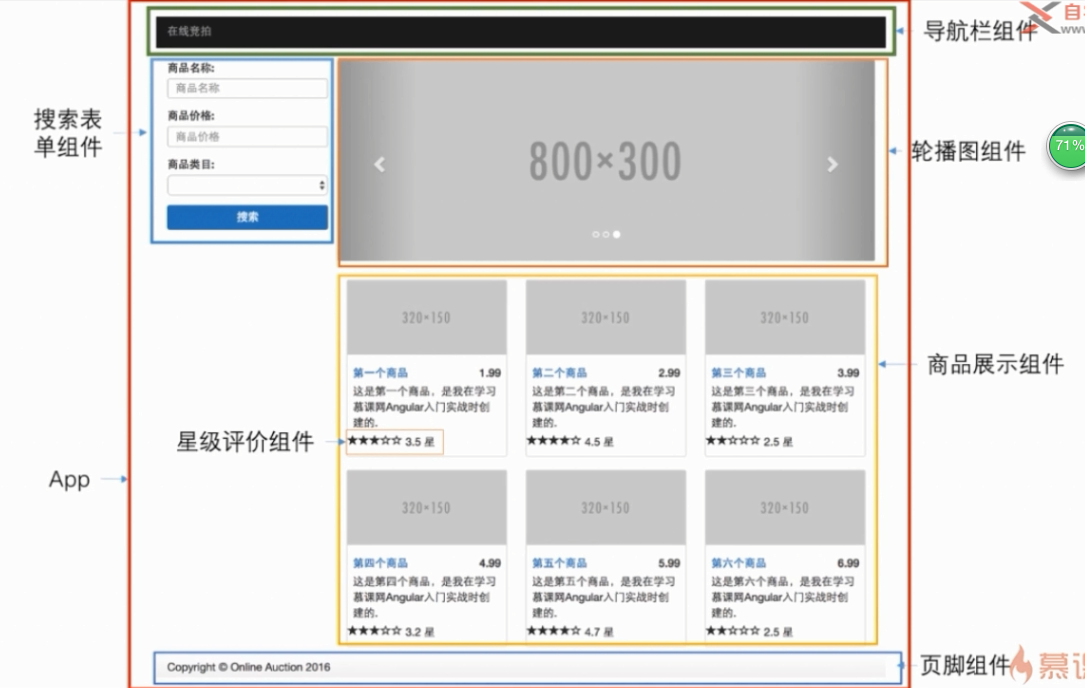 在线竞拍
导航栏组件
自
www
商品名称:
商品名称
商品价格:
商品价格
商品类目:
搜索
搜索表
单组件
800×300
轮播图组件
71%
320×150
320×150
320×150
第一个商品 1.99
这是第一个商品，是我在学习
慕课网Angular入门实战时创
建的.
★★★☆☆ 3.5 星
第二个商品 2.99
这是第二个商品，是我在学习
慕课网Angular入门实战时创
建的.
★★★★☆ 4.5 星
第三个商品 3.99
这是第三个商品，是我在学习
慕课网Angular入门实战时创
建的.
★★☆☆☆ 2.5 星
商品展示组件
星级评价组件
App
320×150
320×150
320×150
第四个商品 4.99
这是第四个商品，是我在学习
慕课网Angular入门实战时创
建的.
★★★☆☆ 3.2 星
第五个商品 5.99
这是第五个商品，是我在学习
慕课网Angular入门实战时创
建的.
★★★★☆ 4.7 星
第六个商品 6.99
这是第六个商品，是我在学习
慕课网Angular入门实战时创
建的.
★★☆☆☆ 2.5 星
Copyright © Online Auction 2016
页脚组件
慕